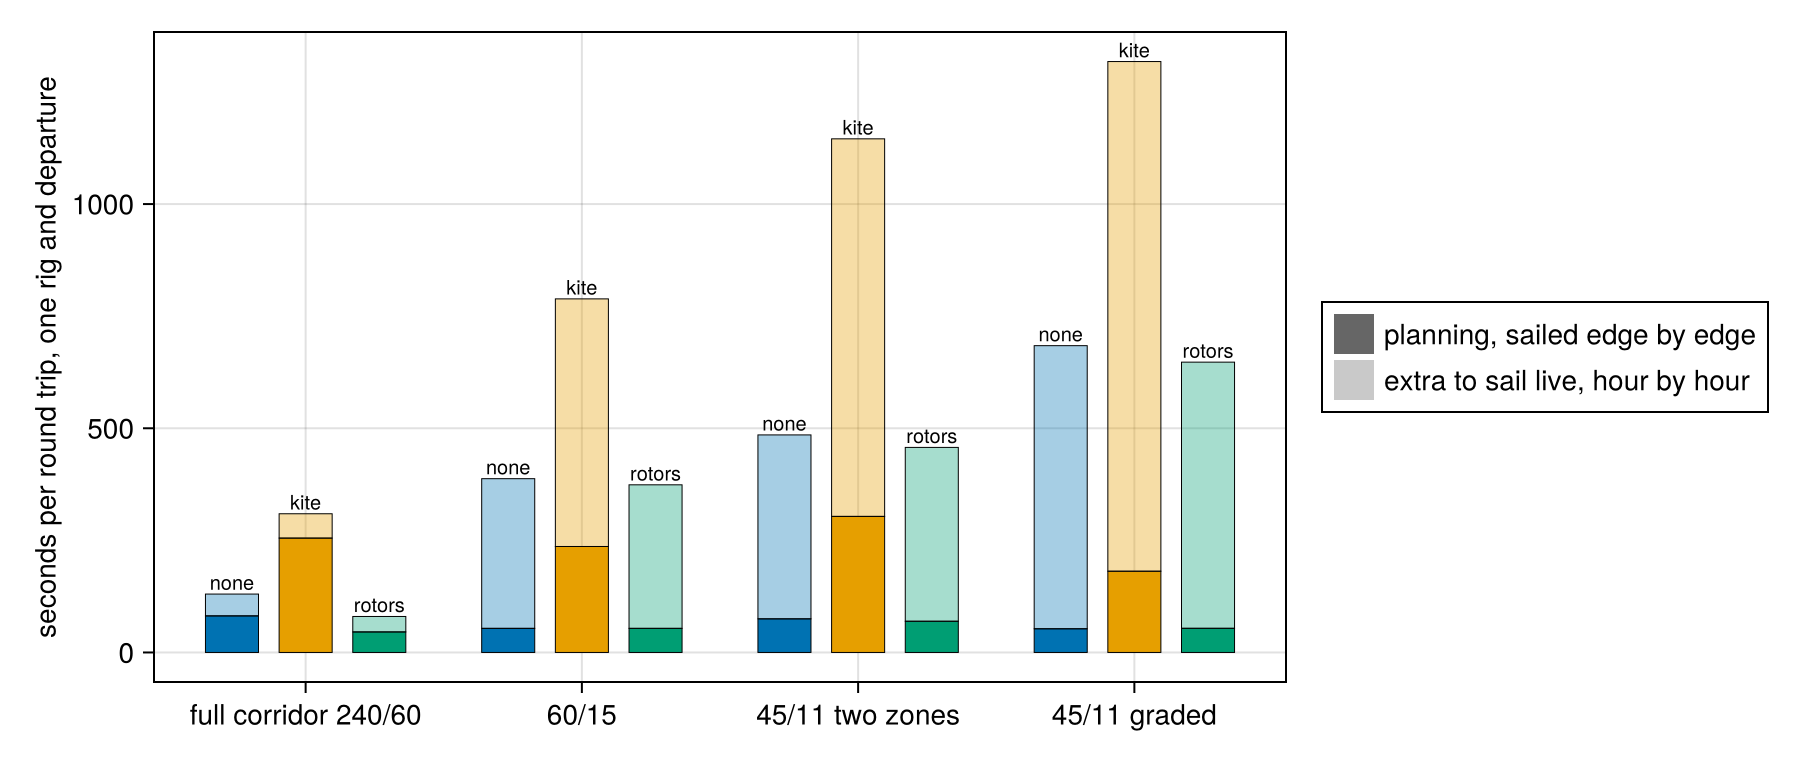 seconds per round trip, one rig and departure
1000
500
0
none
kite
rotors
none
kite
rotors
none
kite
rotors
none
kite
rotors
full corridor 240/60
60/15
45/11 two zones
45/11 graded
planning, sailed edge by edge
extra to sail live, hour by hour